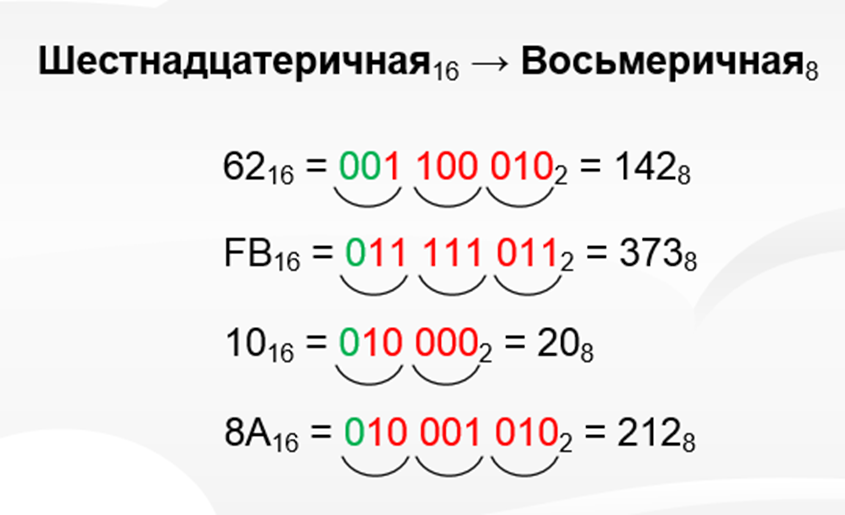 Шестнадцатеричная₁₆ → Восьмеричная₈
62₁₆ = 001 100 010₂ = 142₈
FB₁₆ = 011 111 011₂ = 373₈
10₁₆ = 010 000₂ = 20₈
8A₁₆ = 010 001 010₂ = 212₈